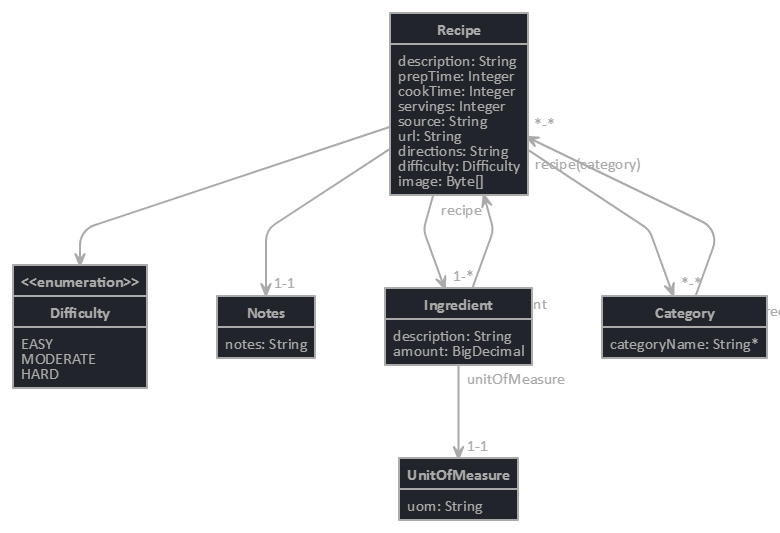 Recipe
description: String
prepTime: Integer
cookTime: Integer
servings: Integer
source: String
url: String
directions: String
difficulty: Difficulty
image: Byte[]
*-*
recipe(category)
recipe
<<enumeration>>
Difficulty
EASY
MODERATE
HARD
1-1
Notes
notes: String
1-*
Ingredient
description: String
amount: BigDecimal
nt
*-*
Category
categoryName: String*
unitOfMeasure
1-1
UnitOfMeasure
uom: String